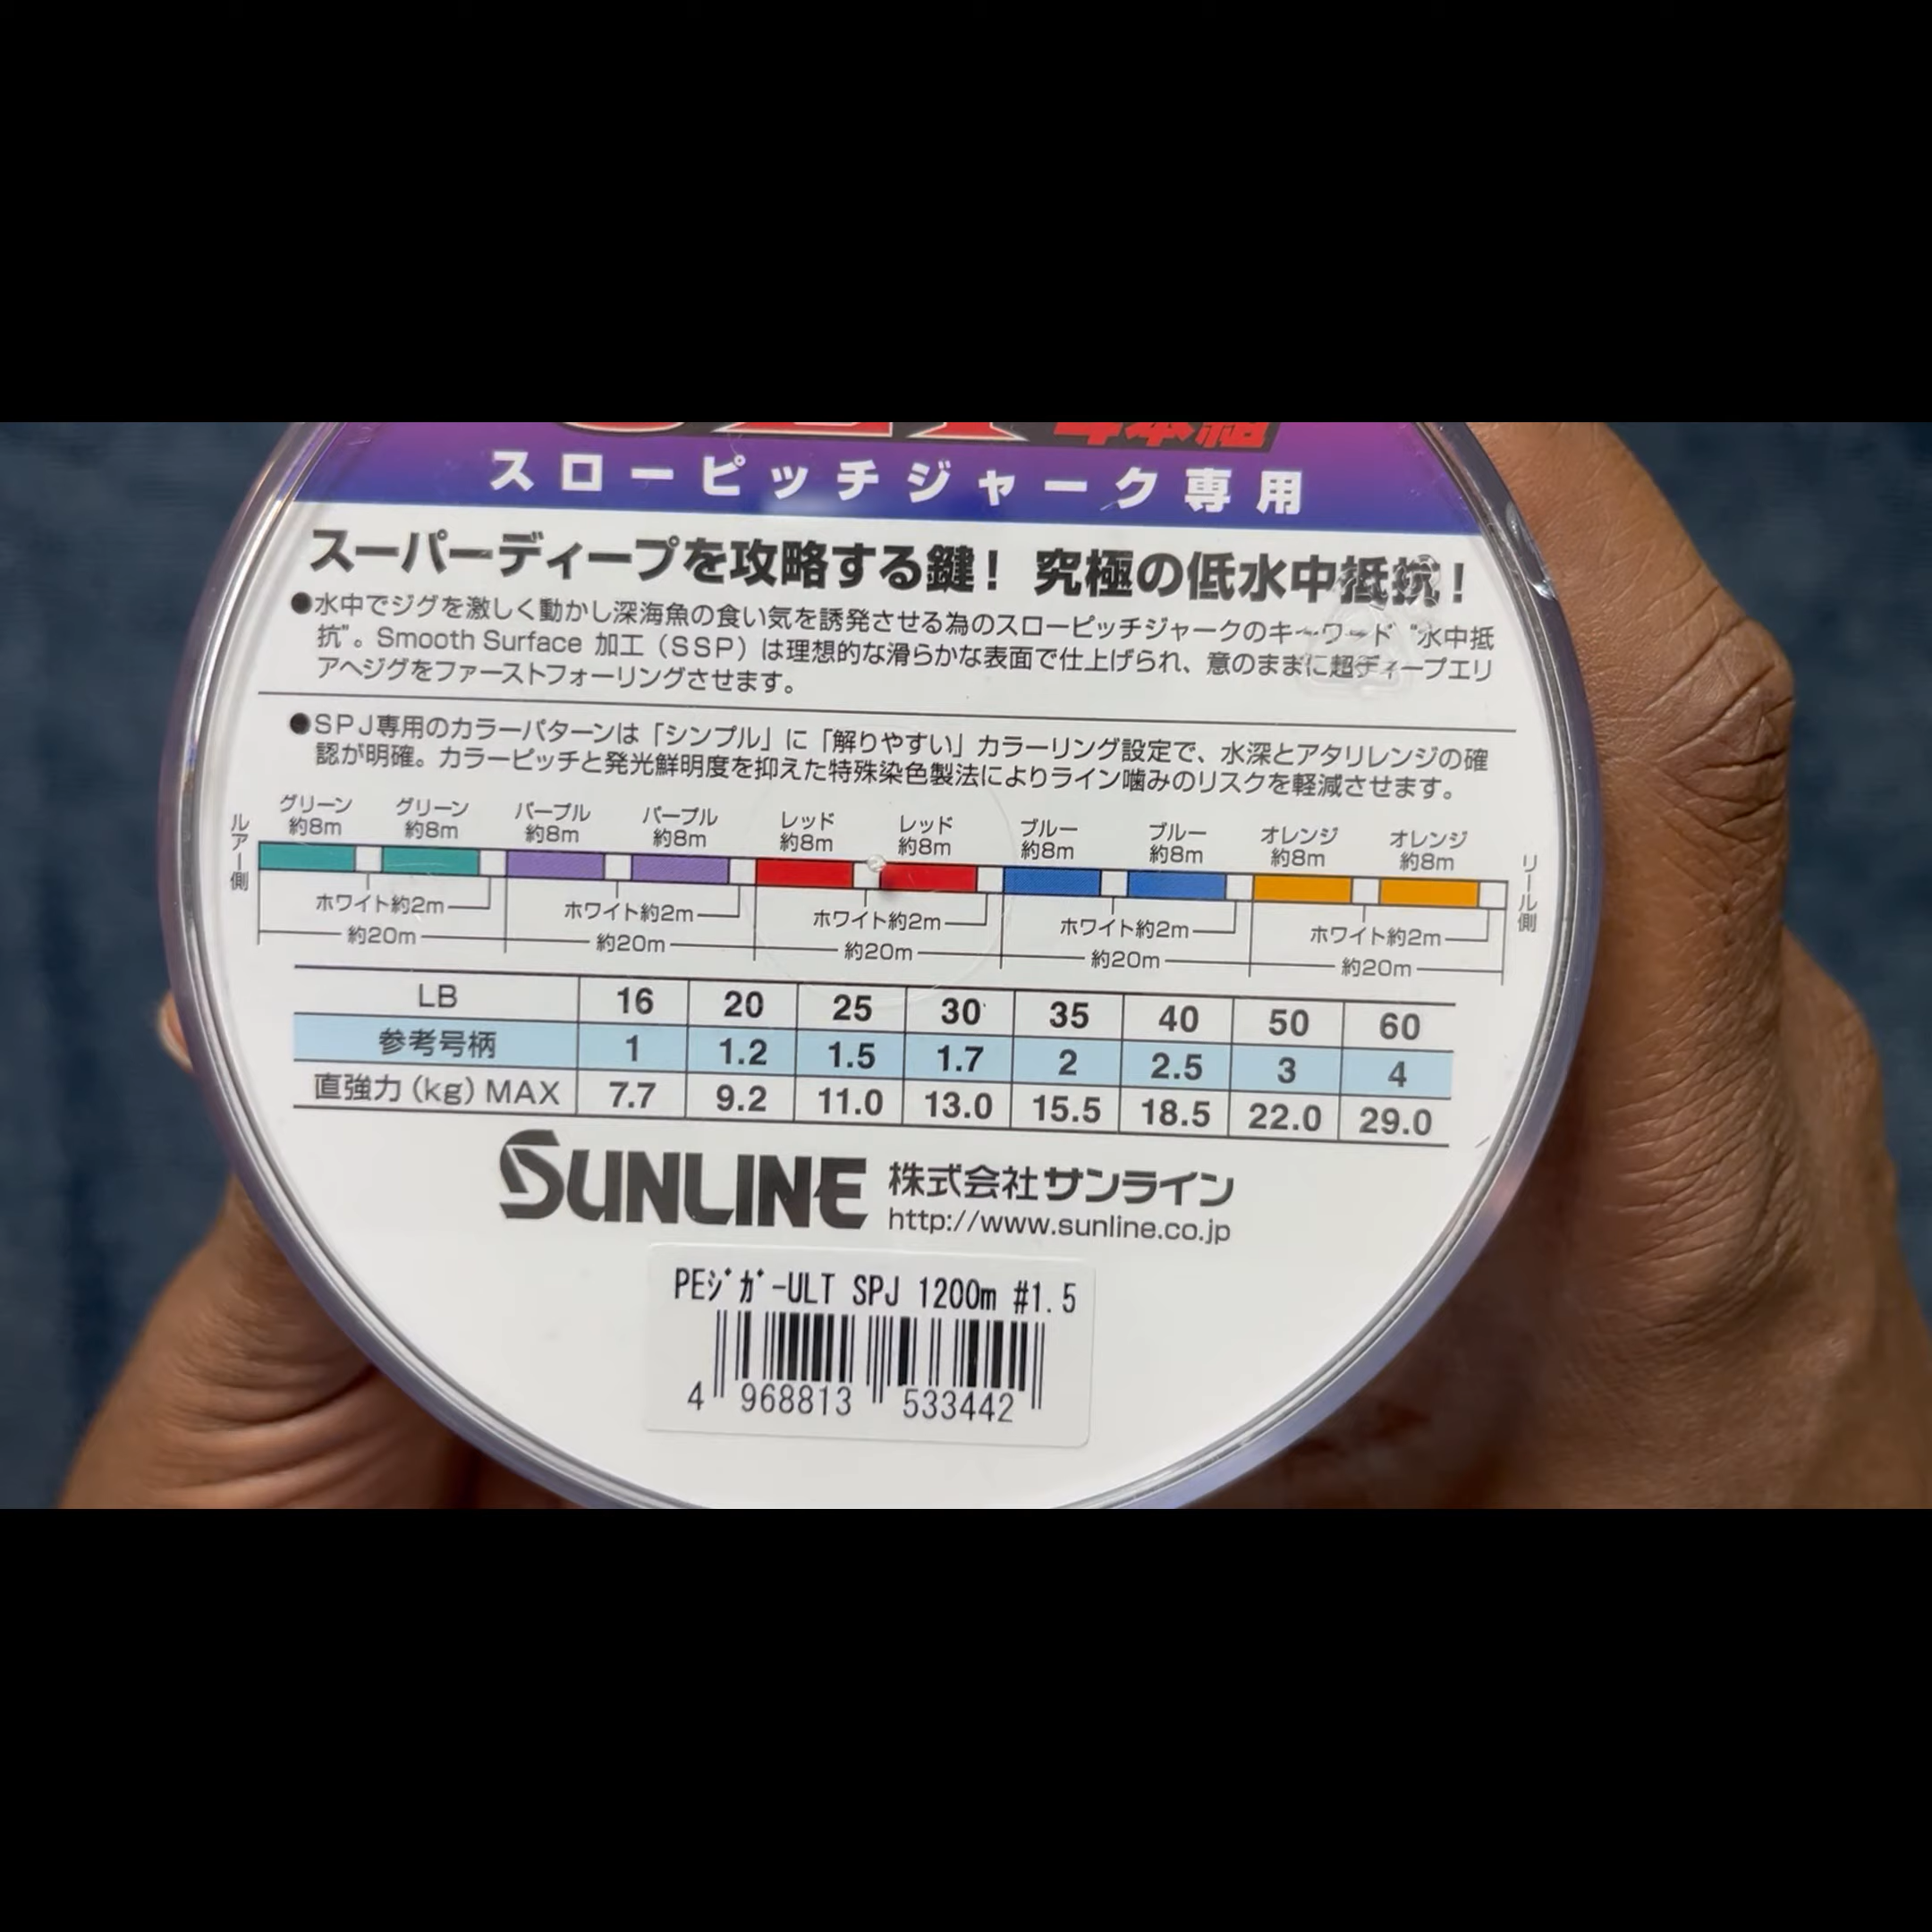 ULT 4本組
スローピッチジャーク専用
スーパーディープを攻略する鍵！ 究極の低水中抵抗！
●水中でジグを激しく動かし深海魚の食い気を誘発させる為のスローピッチジャークのキーワード“水中抵
抗”。Smooth Surface 加工（SSP）は理想的な滑らかな表面で仕上げられ、意のままに超ディープエリ
アへジグをファーストフォーリングさせます。
●SPJ専用のカラーパターンは「シンプル」に「解りやすい」カラーリング設定で、水深とアタリレンジの確
認が明確。カラーピッチと発光鮮明度を抑えた特殊染色製法によりライン噛みのリスクを軽減させます。
グリーン グリーン パープル パープル レッド レッド ブルー ブルー オレンジ オレンジ
約8m 約8m 約8m 約8m 約8m 約8m 約8m 約8m 約8m 約8m
ルアー側
リール側
ホワイト約2m ホワイト約2m ホワイト約2m ホワイト約2m ホワイト約2m
約20m 約20m 約20m 約20m 約20m
LB 16 20 25 30 35 40 50 60
参考号柄 1 1.2 1.5 1.7 2 2.5 3 4
直強力(kg)MAX 7.7 9.2 11.0 13.0 15.5 18.5 22.0 29.0
SUNLINE 株式会社サンライン
http://www.sunline.co.jp
PEｼﾞｶﾞｰULT SPJ 1200m #1.5
4 968813 533442